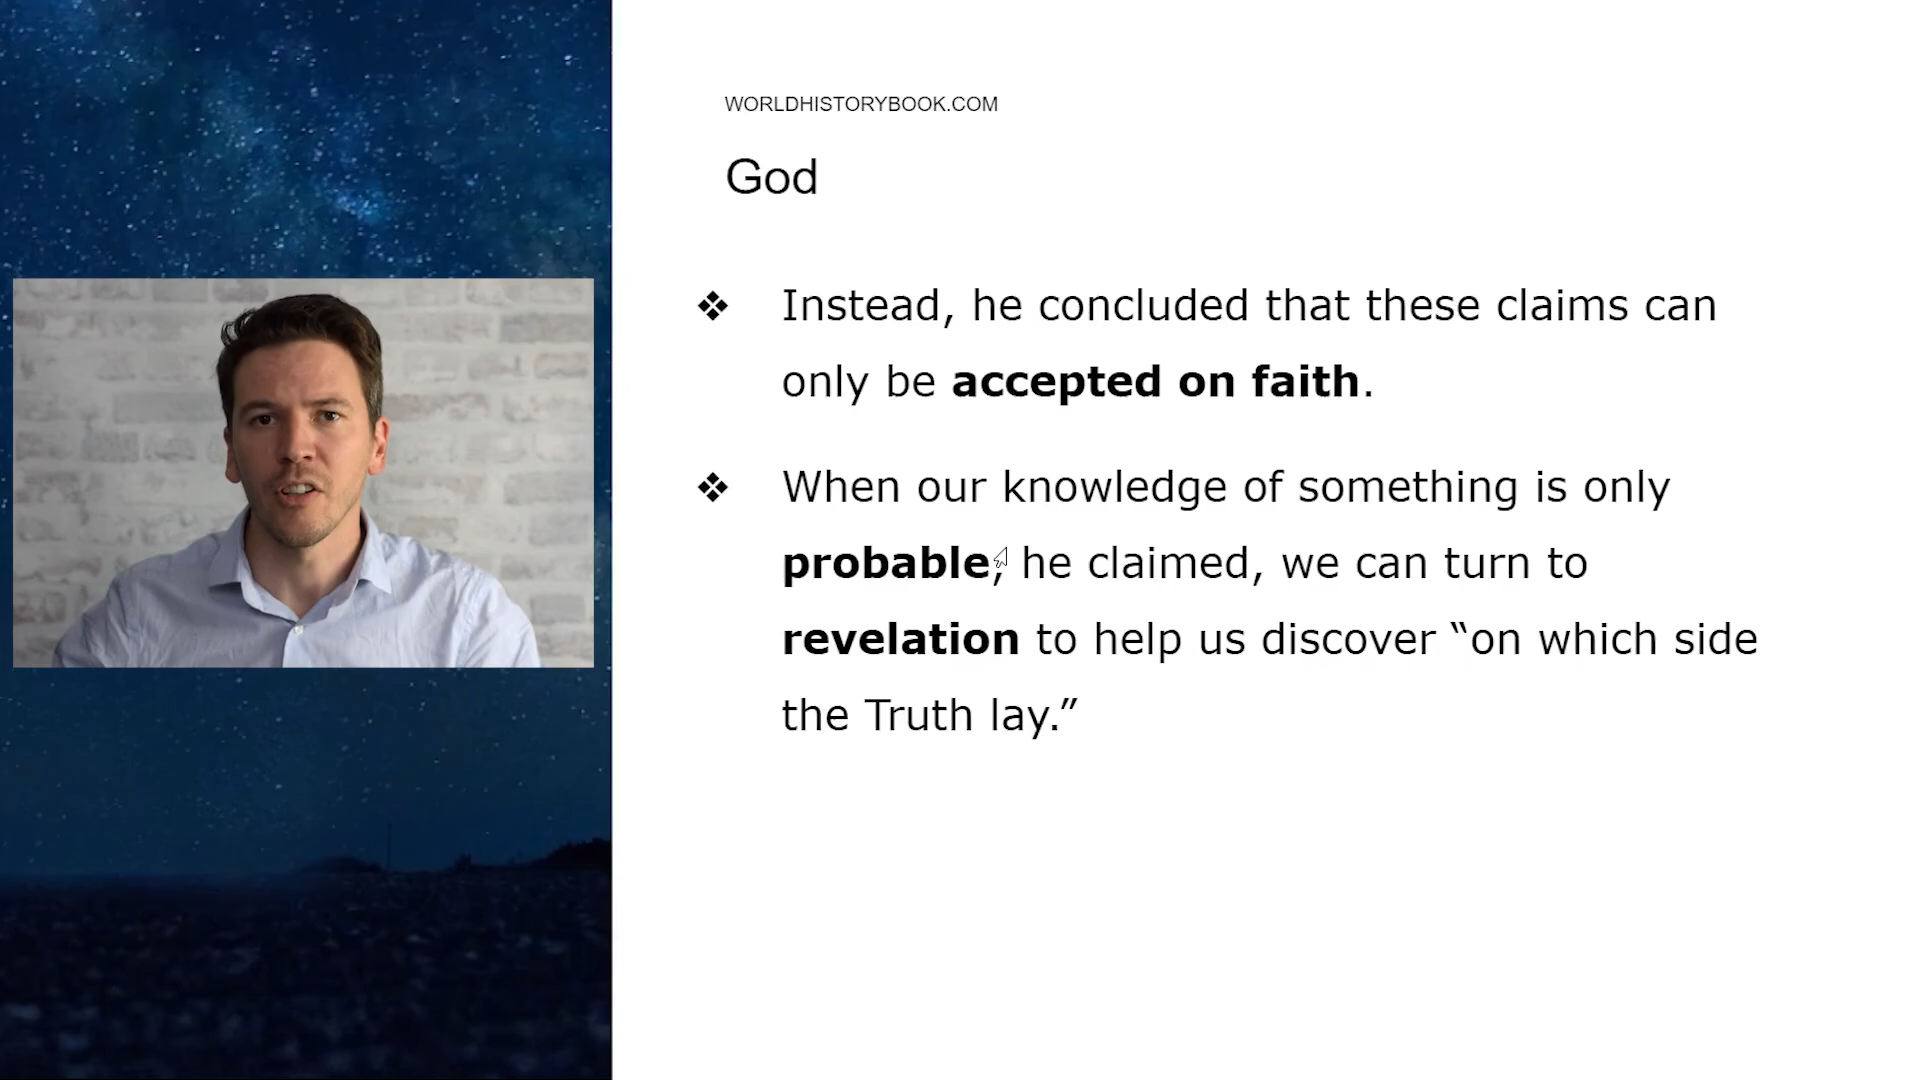 WORLDHISTORYBOOK.COM
God
❖ Instead, he concluded that these claims can
only be accepted on faith.
❖ When our knowledge of something is only
probable, he claimed, we can turn to
revelation to help us discover “on which side
the Truth lay.”